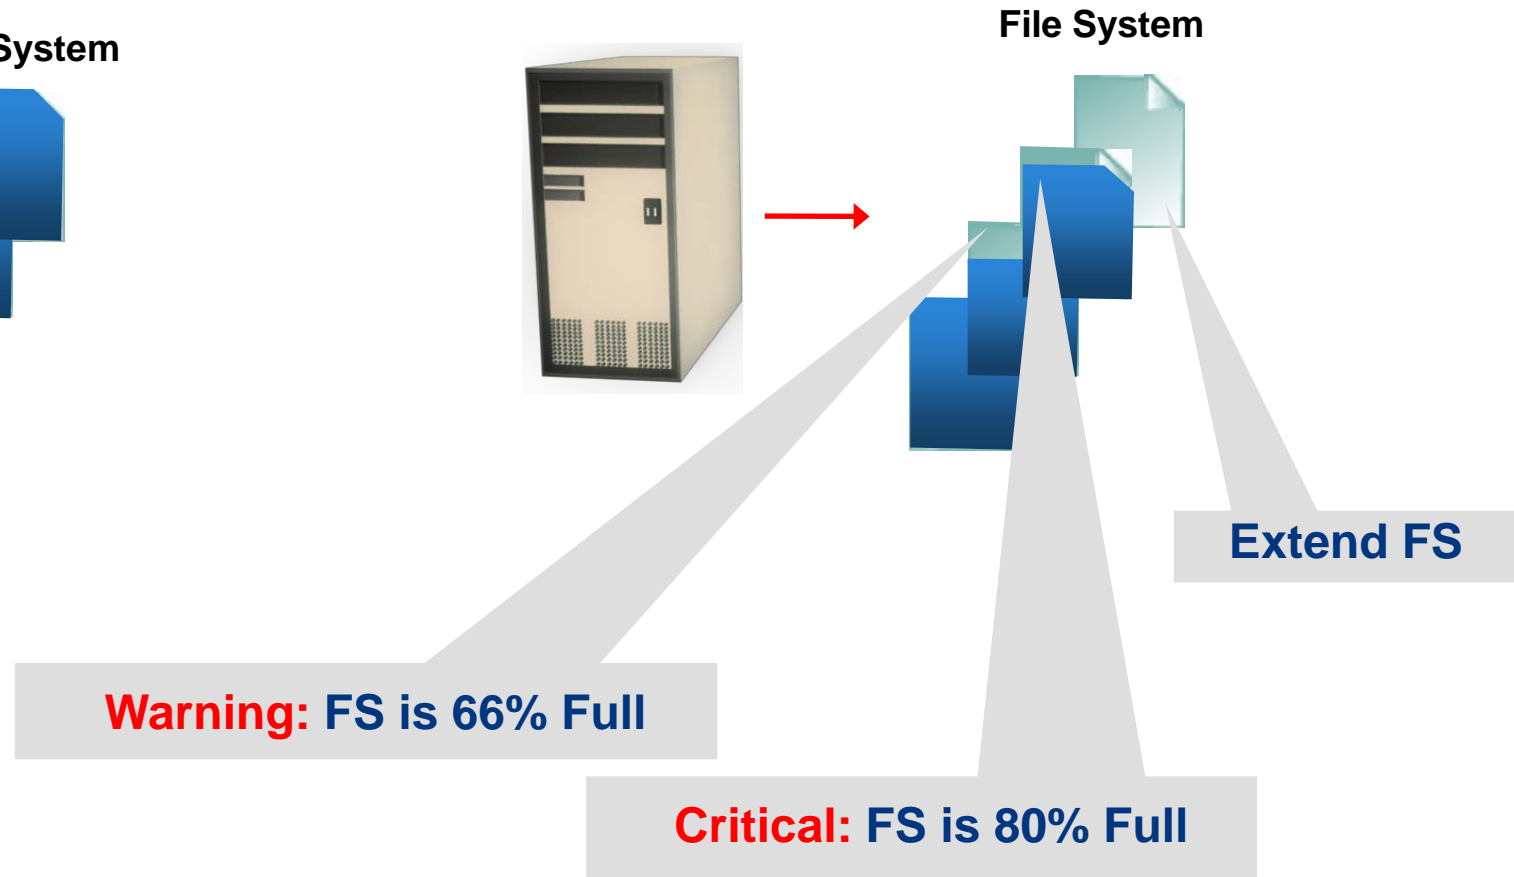 File System
System
Extend FS
Warning: FS is 66% Full
Critical: FS is 80% Full